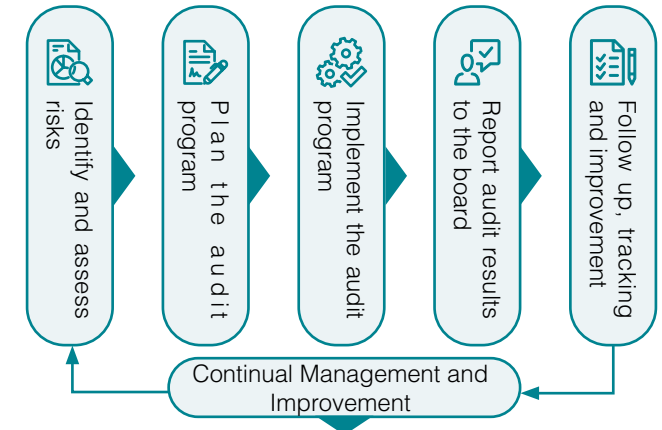 Identify and assess
risks
Plan the audit
program
Implement the audit
program
Report audit results
to the board
Follow up, tracking
and improvement
Continual Management and
Improvement